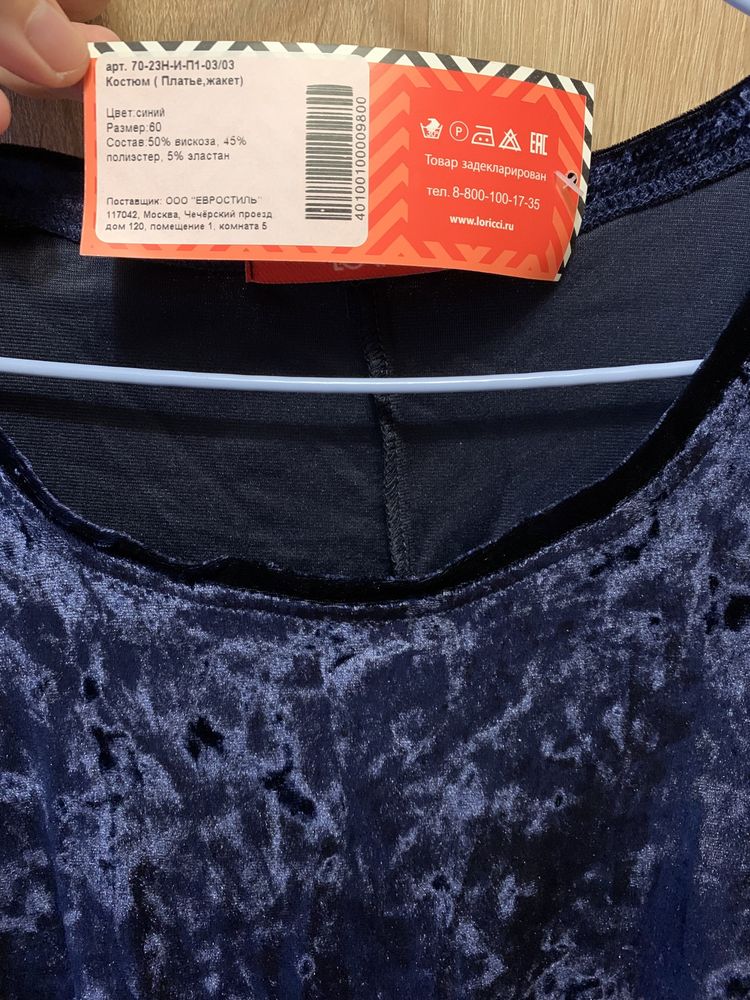 арт. 70-23Н-И-П1-03/03
Костюм ( Платье,жакет)
Цвет:синий
Размер:60
Состав:50% вискоза, 45%
полиэстер, 5% эластан
Поставщик: ООО "ЕВРОСТИЛЬ"
117042, Москва, Чечёрский проезд
дом 120, помещение 1, комната 5
40100100009800
P
EAC
Товар задекларирован
тел. 8-800-100-17-35
www.loricci.ru